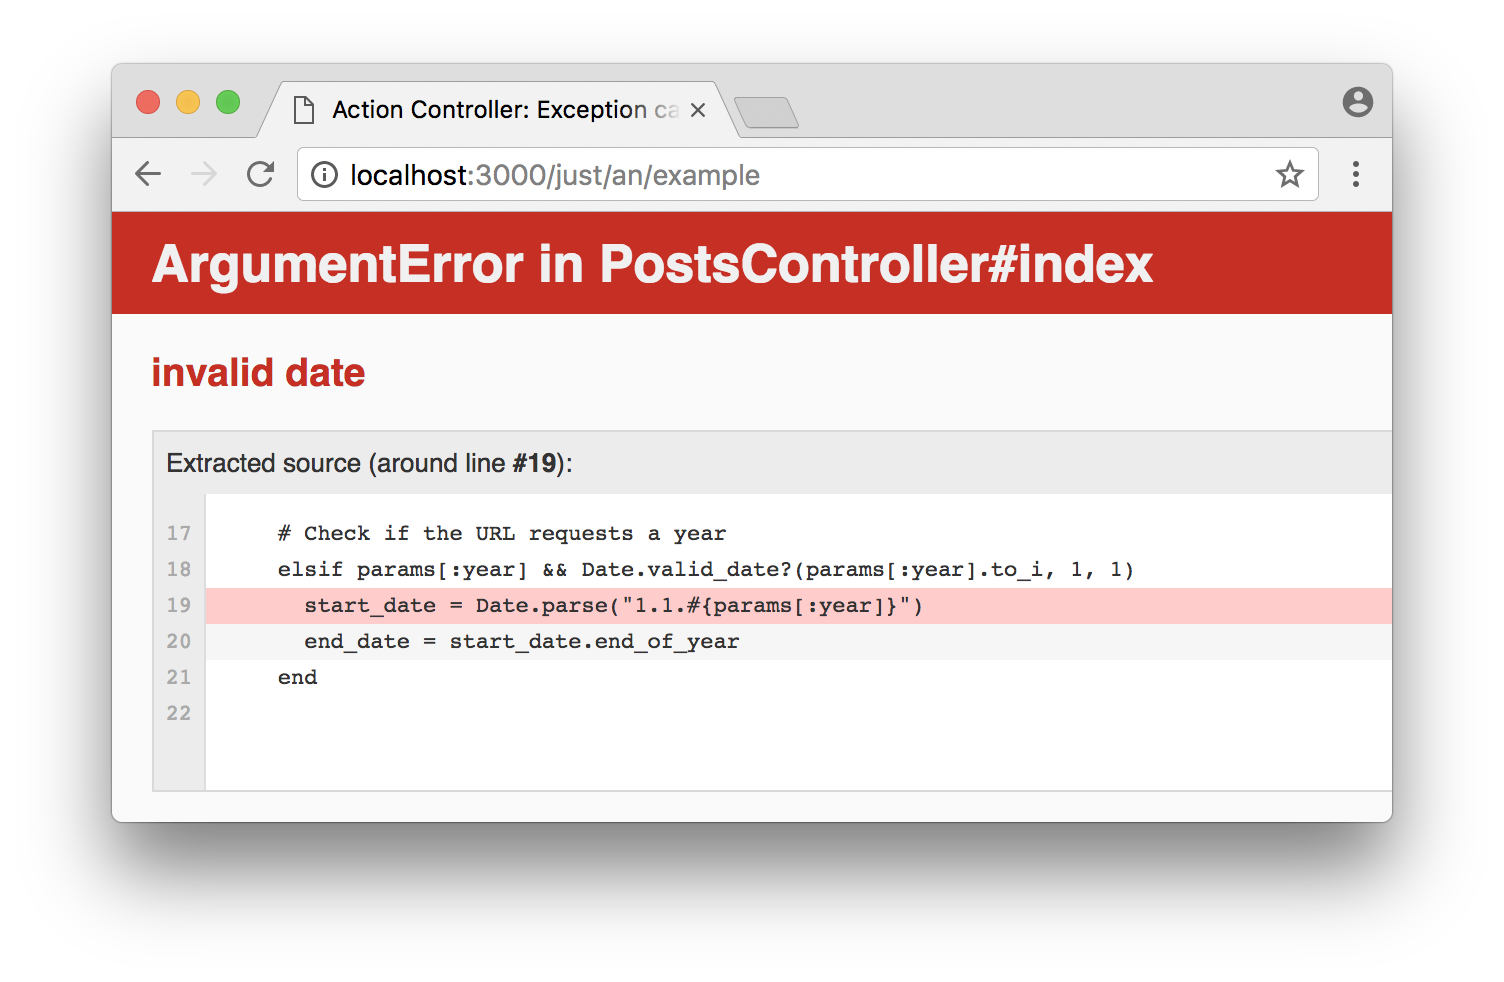 Action Controller: Exception ca
localhost:3000/just/an/example
ArgumentError in PostsController#index
invalid date
Extracted source (around line #19):
17 # Check if the URL requests a year
18 elsif params[:year] && Date.valid_date?(params[:year].to_i, 1, 1)
19 start_date = Date.parse("1.1.#{params[:year]}")
20 end_date = start_date.end_of_year
21 end
22